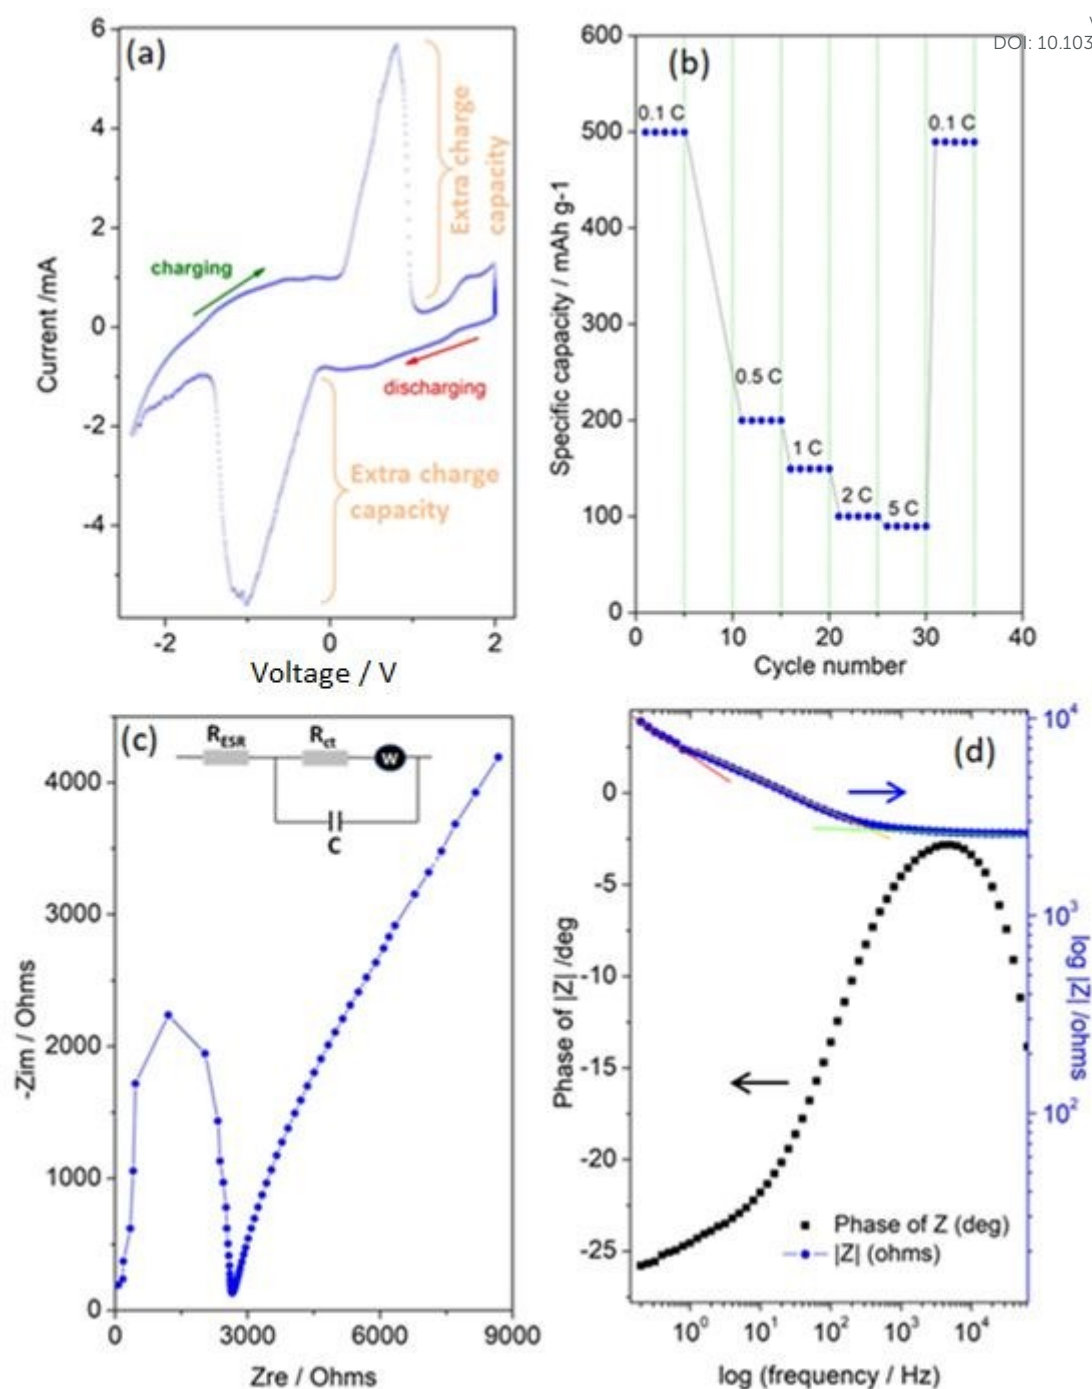 DOI: 10.103
(a)
6
4
2
0
-2
-4
-2
0
2
Current /mA
Voltage / V
charging
discharging
Extra charge
capacity
Extra charge
capacity
(b)
600
500
400
300
200
100
0
0
10
20
30
40
Specific capacity / mAh g-1
Cycle number
0.1 C
0.5 C
1 C
2 C
5 C
0.1 C
(c)
R_ESR
R_ct
W
C
4000
3000
2000
1000
0
0
3000
6000
9000
-Zim / Ohms
Zre / Ohms
(d)
0
-5
-10
-15
-20
-25
Phase of |Z| /deg
10^4
10^3
10^2
log |Z| /ohms
Phase of Z (deg)
|Z| (ohms)
10^0
10^1
10^2
10^3
10^4
log (frequency / Hz)